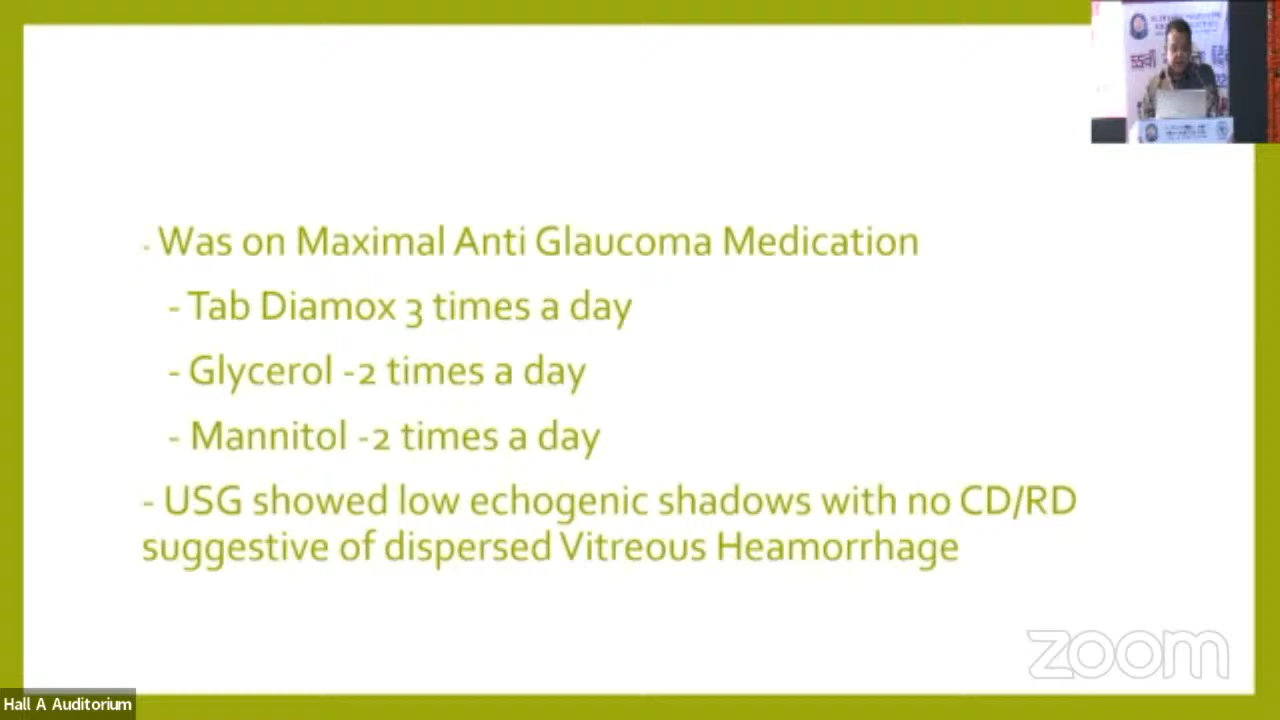 - Was on Maximal Anti Glaucoma Medication
- Tab Diamox 3 times a day
- Glycerol -2 times a day
- Mannitol -2 times a day
- USG showed low echogenic shadows with no CD/RD
suggestive of dispersed Vitreous Heamorrhage
zoom
Hall A Auditorium